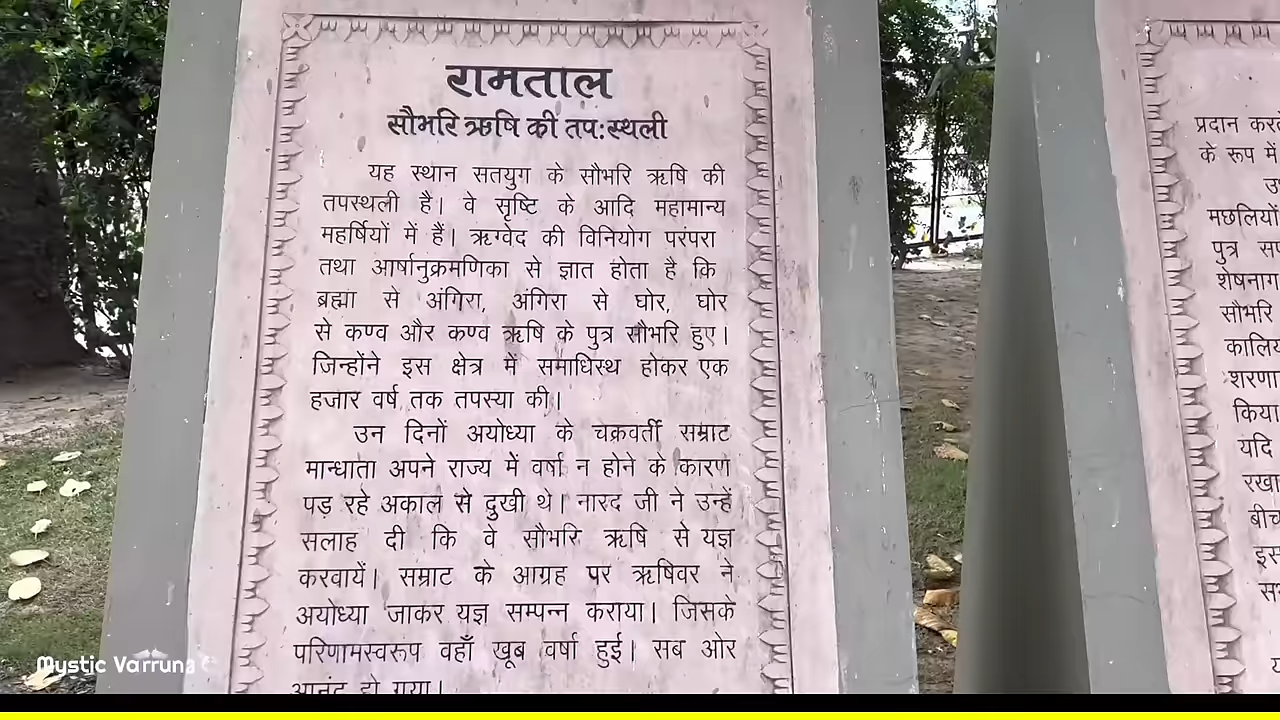 रामताल
सौभरि ऋषि की तप:स्थली
यह स्थान सतयुग के सौभरि ऋषि की
तपस्थली है। वे सृष्टि के आदि महामान्य
महर्षियों में हैं। ऋग्वेद की विनियोग परंपरा
तथा आर्षानुक्रमणिका से ज्ञात होता है कि
ब्रह्मा से अंगिरा, अंगिरा से घोर, घोर
से कण्व और कण्व ऋषि के पुत्र सौभरि हुए।
जिन्होंने इस क्षेत्र में समाधिस्थ होकर एक
हजार वर्ष तक तपस्या की।
उन दिनों अयोध्या के चक्रवर्ती सम्राट
मान्धाता अपने राज्य में वर्षा न होने के कारण
पड़ रहे अकाल से दुखी थे। नारद जी ने उन्हें
सलाह दी कि वे सौभरि ऋषि से यज्ञ
करवायें। सम्राट के आग्रह पर ऋषिवर ने
अयोध्या जाकर यज्ञ सम्पन्न कराया। जिसके
परिणामस्वरूप वहाँ खूब वर्षा हुई। सब ओर
आनंद हो गया।
प्रदान
के रूप में
मछलियों
पुत्र
शेषनाग
सौभरि
किया
यदि
Mystic Varruna